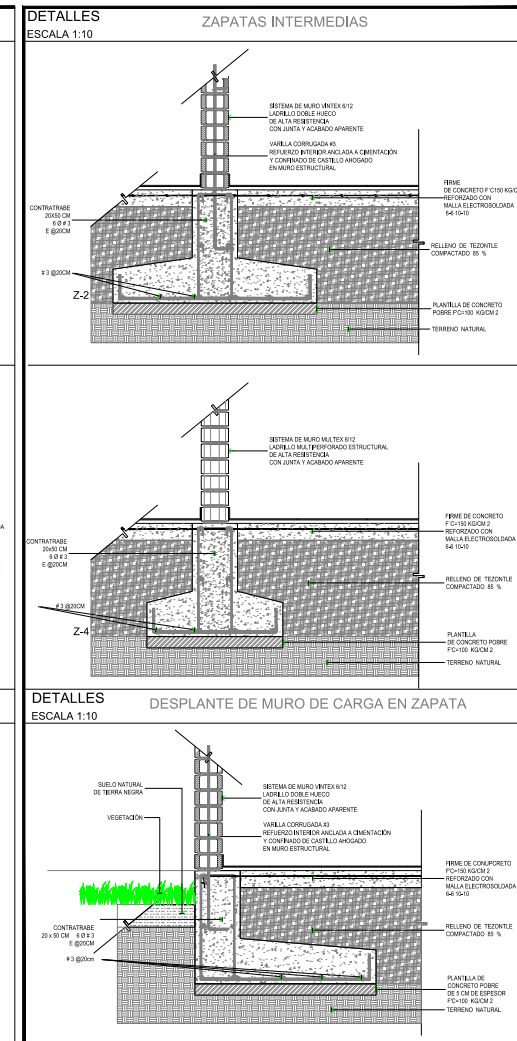 DETALLES
ZAPATAS INTERMEDIAS
ESCALA 1:10
SISTEMA DE MURO VINTEX 6/12
LADRILLO DOBLE HUECO
DE ALTA RESISTENCIA
CON JUNTA Y ACABADO APARENTE
VARILLA CORRUGADA #3
REFUERZO INTERIOR ANCLADA A CIMENTACIÓN
Y CONFINADO DE CASTILLO AHOGADO
EN MURO ESTRUCTURAL
FIRME
DE CONCRETO F'C150 KG/C
REFORZADO CON
MALLA ELECTROSOLDADA
6-6 10-10
CONTRATRABE
20X50 CM
6 Ø # 3
E @20CM
RELLENO DE TEZONTLE
COMPACTADO 85 %
# 3 @20CM
Z-2
PLANTILLA DE CONCRETO
POBRE F'C=100 KG/CM 2
TERRENO NATURAL
SISTEMA DE MURO MULTEX 6/12
LADRILLO MULTIPERFORADO ESTRUCTURAL
DE ALTA RESISTENCIA
CON JUNTA Y ACABADO APARENTE
FIRME DE CONCRETO
F'C=150 KG/CM 2
REFORZADO CON
MALLA ELECTROSOLDADA
6-6 10-10
DA
CONTRATRABE
20x50 CM
6 Ø # 3
E @20CM
RELLENO DE TEZONTLE
COMPACTADO 85 %
# 3 @20CM
Z-4
PLANTILLA
DE CONCRETO POBRE
F'C=100 KG/CM 2
TERRENO NATURAL
DETALLES
DESPLANTE DE MURO DE CARGA EN ZAPATA
ESCALA 1:10
SUELO NATURAL
DE TIERRA NEGRA
VEGETACIÓN
SISTEMA DE MURO VINTEX 6/12
LADRILLO DOBLE HUECO
DE ALTA RESISTENCIA
CON JUNTA Y ACABADO APARENTE
VARILLA CORRUGADA #3
REFUERZO INTERIOR ANCLADA A CIMENTACIÓN
Y CONFINADO DE CASTILLO AHOGADO
EN MURO ESTRUCTURAL
FIRME DE CONUPCRETO
F'C=150 KG/CM 2
REFORZADO CON
MALLA ELECTROSOLDADA
6-6 10-10
CONTRATRABE
20 x 50 CM 6 Ø # 3
E @20CM
RELLENO DE TEZONTLE
COMPACTADO 85 %
# 3 @20cm
PLANTILLA DE
CONCRETO POBRE
DE 5 CM DE ESPESOR
F'C=100 KG/CM 2
TERRENO NATURAL